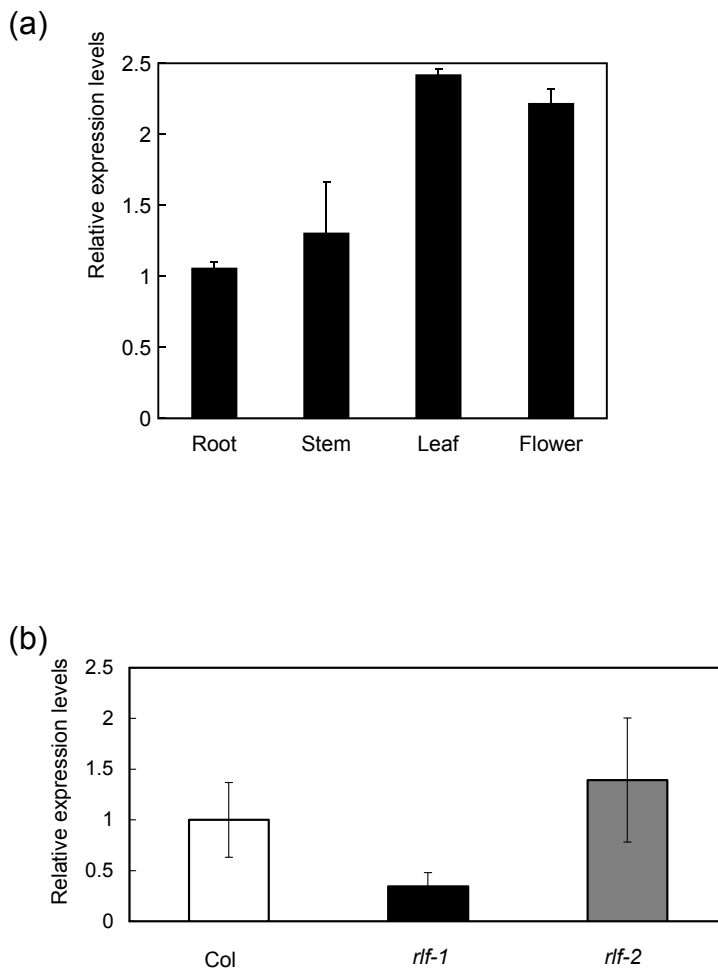 (a)
Relative expression levels
2.5
2
1.5
1
0.5
0
Root Stem Leaf Flower
(b)
Relative expression levels
2.5
2
1.5
1
0.5
0
Col rlf-1 rlf-2